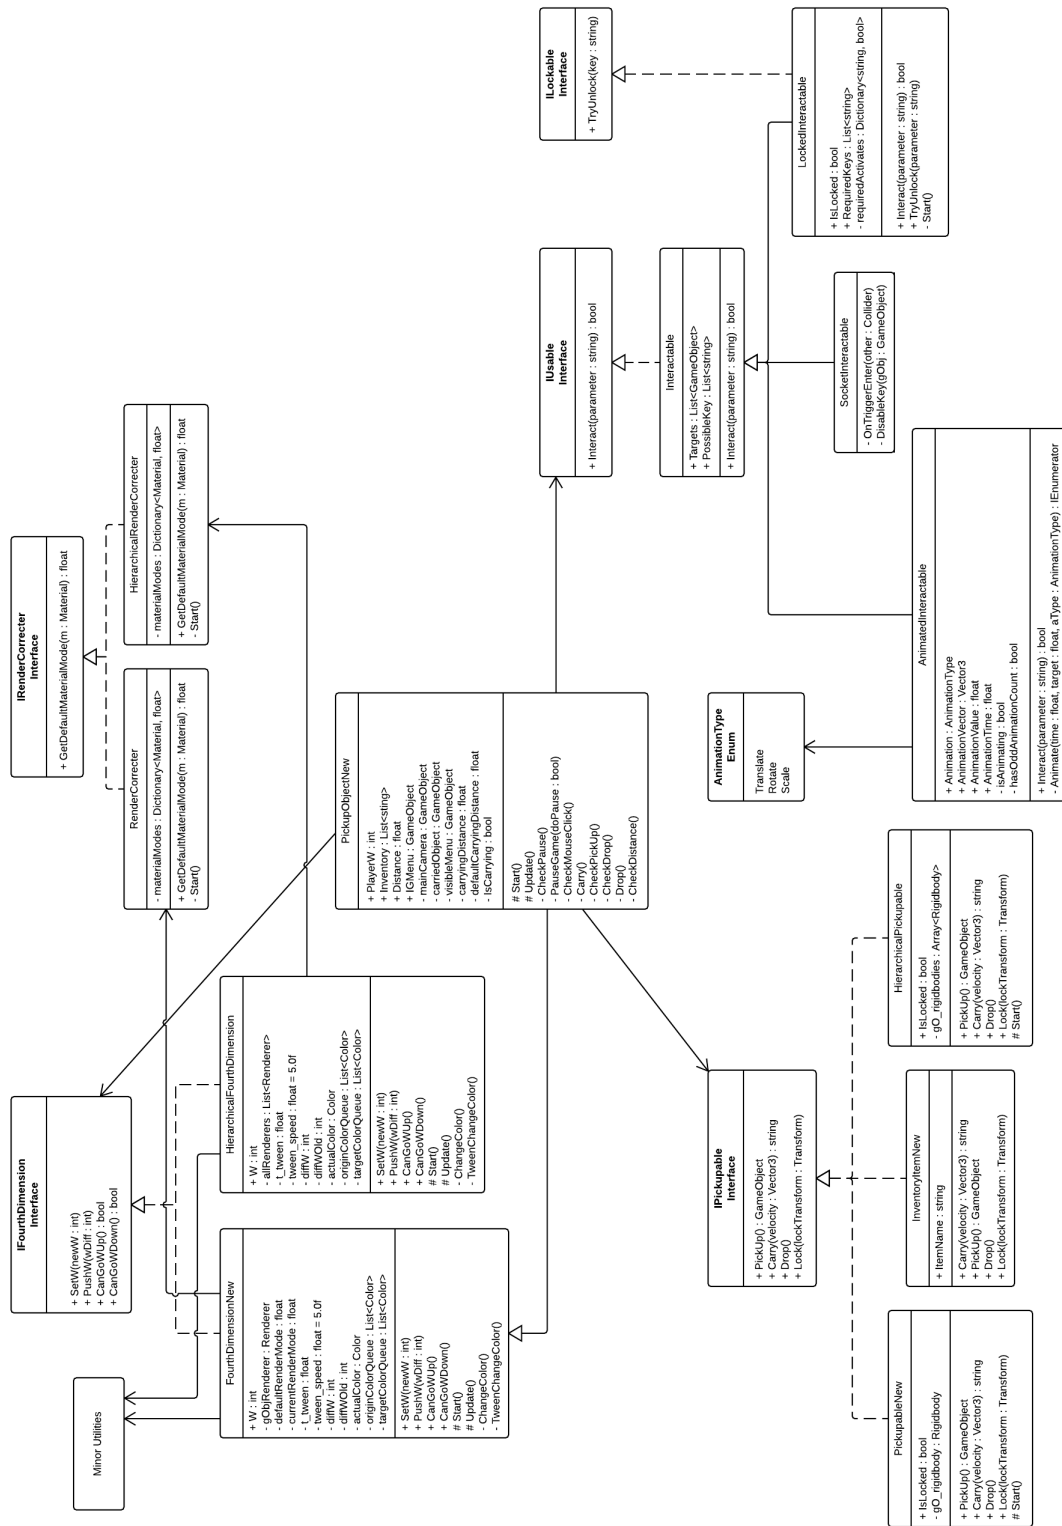 Minor Utilities
IFourthDimension
Interface
+ SetW(newW : int)
+ PushW(wDiff : int)
+ CanGoWUp() : bool
+ CanGoWDown() : bool
IRenderCorrecter
Interface
+ GetDefaultMaterialMode(m : Material) : float
RenderCorrecter
- materialModes : Dictionary<Material, float>
+ GetDefaultMaterialMode(m : Material) : float
- Start()
HierarchicalRenderCorrecter
- materialModes : Dictionary<Material, float>
+ GetDefaultMaterialMode(m : Material) : float
- Start()
FourthDimensionNew
+ W : int
- gObjRenderer : Renderer
- defaultRenderMode : float
- currentRenderMode : float
- t_tween : float
- tween_speed : float = 5.0f
- diffW : int
- diffWOld : int
- actualColor : Color
- originColorQueue : List<Color>
- targetColorQueue : List<Color>
+ SetW(newW : int)
+ PushW(wDiff : int)
+ CanGoWUp()
+ CanGoWDown()
# Start()
# Update()
- ChangeColor()
- TweenChangeColor()
HierarchicalFourthDimension
+ W : int
- allRenderers : List<Renderer>
- t_tween : float
- tween_speed : float = 5.0f
- diffW : int
- diffWOld : int
- actualColor : Color
- originColorQueue : List<Color>
- targetColorQueue : List<Color>
+ SetW(newW : int)
+ PushW(wDiff : int)
+ CanGoWUp()
+ CanGoWDown()
# Start()
# Update()
- ChangeColor()
- TweenChangeColor()
PickupObjectNew
+ PlayerW : int
+ Inventory : List<sting>
+ Distance : float
+ IGMenu : GameObject
- mainCamera : GameObject
- carriedObject : GameObject
- visibleMenu : GameObject
- carryingDistance : float
- defaultCarryingDistance : float
- IsCarrying : bool
# Start()
# Update()
- CheckPause()
- PauseGame(doPause : bool)
- CheckMouseClick()
- Carry()
- CheckPickUp()
- CheckDrop()
- Drop()
- CheckDistance()
IUsable
Interface
+ Interact(parameter : string) : bool
ILockable
Interface
+ TryUnlock(key : string)
Interactable
+ Targets : List<GameObject>
+ PossibleKey : List<string>
+ Interact(parameter : string) : bool
IPickupable
Interface
+ PickUp() : GameObject
+ Carry(velocity : Vector3) : string
+ Drop()
+ Lock(lockTransform : Transform)
AnimationType
Enum
Translate
Rotate
Scale
SocketInteractable
- OnTriggerEnter(other : Collider)
- DisableKey(gObj : GameObject)
LockedInteractable
+ IsLocked : bool
+ RequiredKeys : List<string>
- requiredActivates : Dictionary<string, bool>
+ Interact(parameter : string) : bool
+ TryUnlock(parameter : string)
- Start()
PickupableNew
+ IsLocked : bool
- gO_rigidbody : Rigidbody
+ PickUp() : GameObject
+ Carry(velocity : Vector3) : string
+ Drop()
+ Lock(lockTransform : Transform)
# Start()
InventoryItemNew
+ ItemName : string
+ Carry(velocity : Vector3) : string
+ PickUp() : GameObject
+ Drop()
+ Lock(lockTransform : Transform)
HierarchicalPickupable
+ IsLocked : bool
- gO_rigidbodies : Array<Rigidbody>
+ PickUp() : GameObject
+ Carry(velocity : Vector3) : string
+ Drop()
+ Lock(lockTransform : Transform)
# Start()
AnimatedInteractable
+ Animation : AnimationType
+ AnimationVector : Vector3
+ AnimationValue : float
+ AnimationTime : float
- isAnimating : bool
- hasOddAnimationCount : bool
+ Interact(parameter : string) : bool
- Animate(time : float, target : float, aType : AnimationType) : IEnumerator